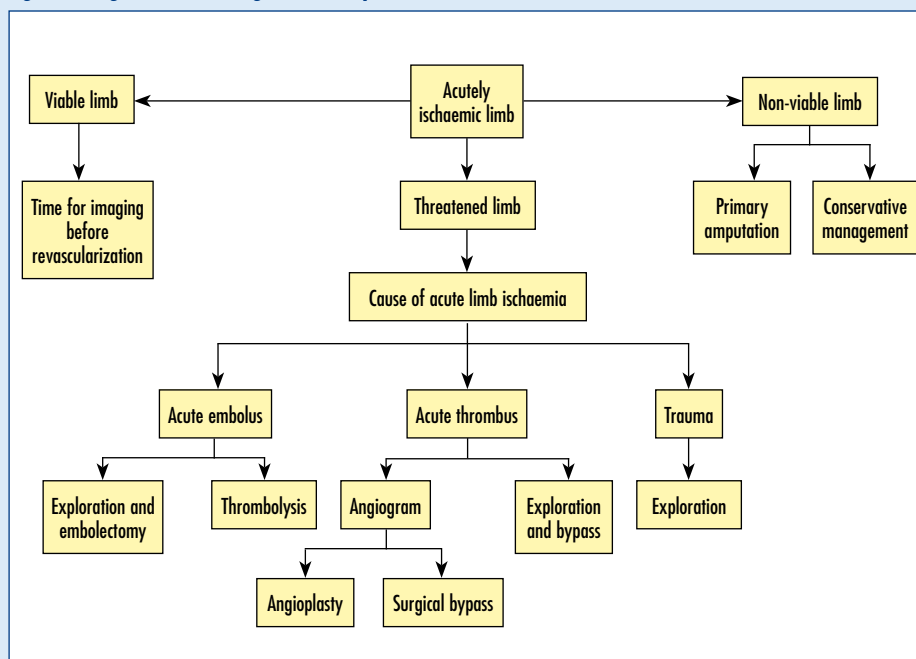 Viable limb
Acutely
ischaemic limb
Non-viable limb
Time for imaging
before
revascularization
Threatened limb
Primary
amputation
Conservative
management
Cause of acute limb ischaemia
Acute embolus
Acute thrombus
Trauma
Exploration and
embolectomy
Thrombolysis
Angiogram
Exploration
and bypass
Exploration
Angioplasty
Surgical bypass